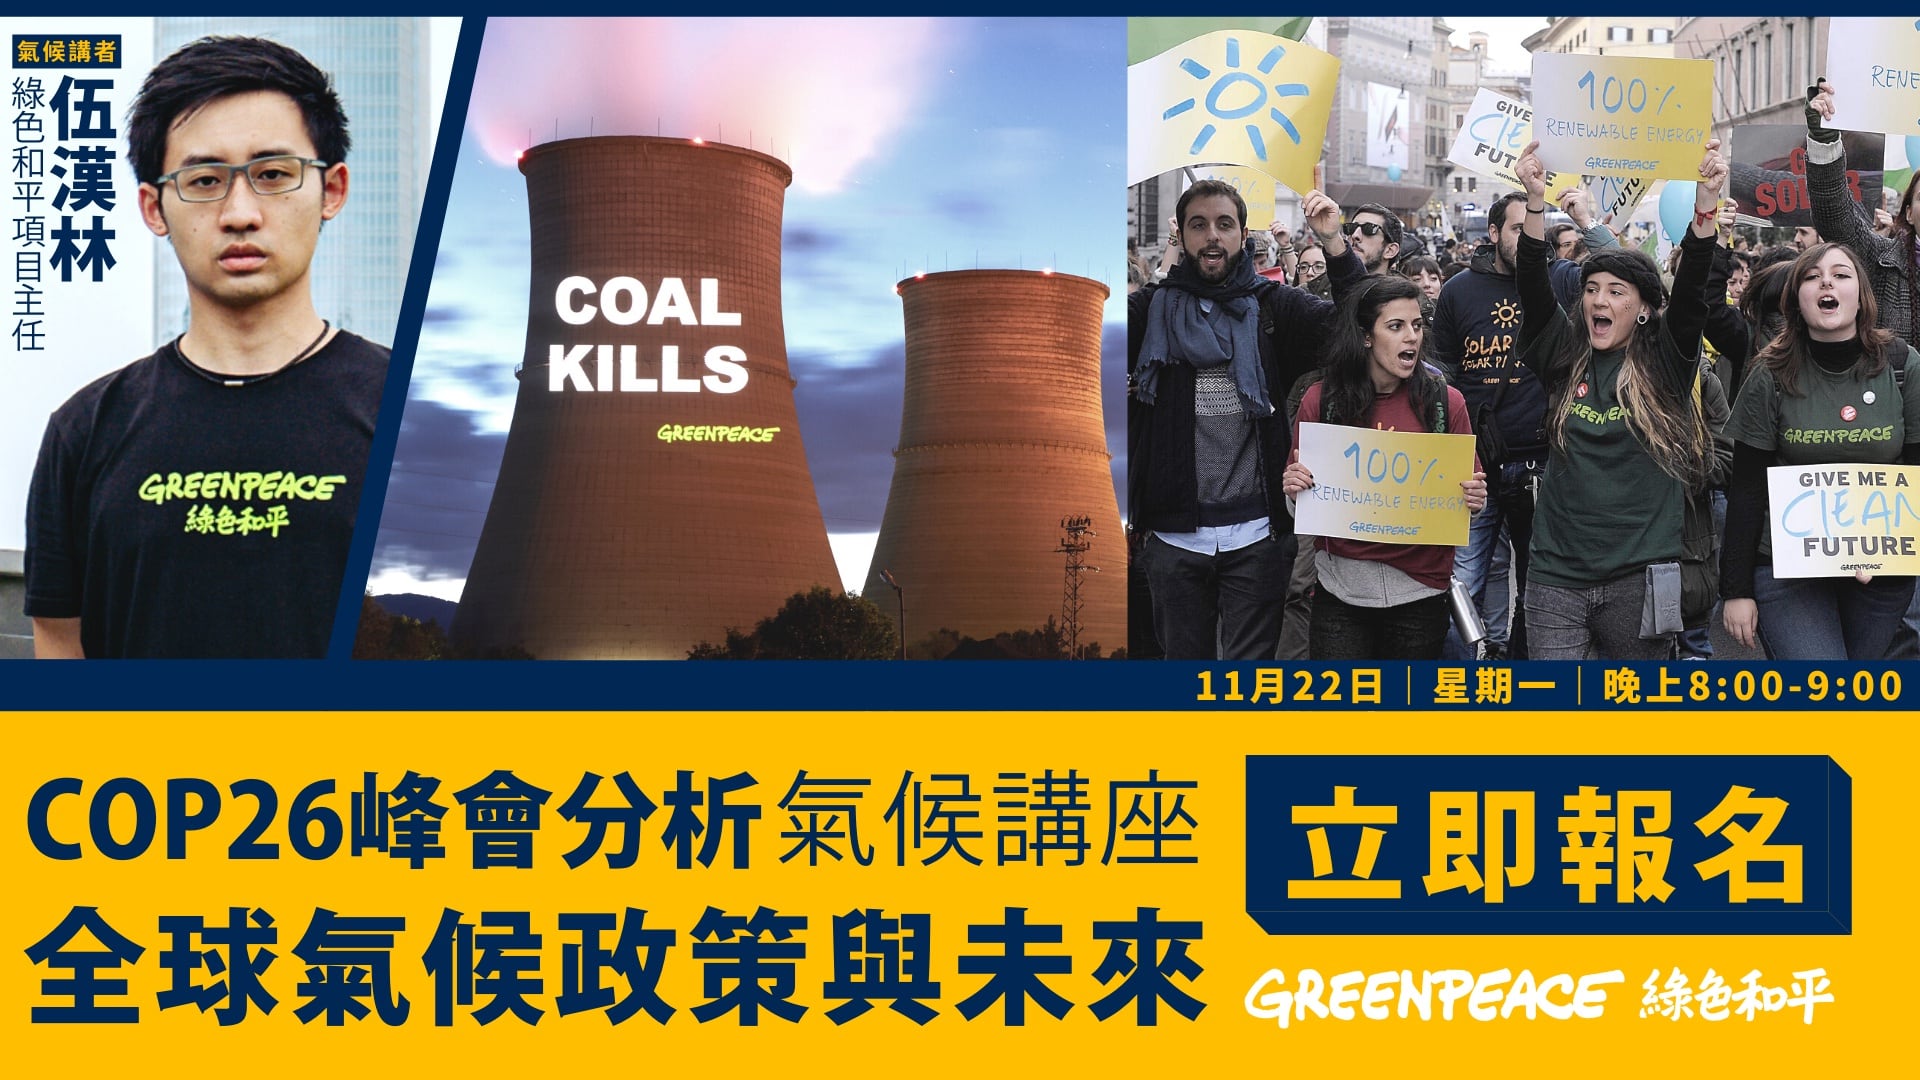 氣候講者
伍漢林
綠色和平項目主任
GREENPEACE
綠色和平
COAL
KILLS
GREENPEACE
100%
RENEWABLE ENERGY
GREENPEACE
GIVE
FUT
RENE
SOLAR
GREENPEACE
100%
RENEWABLE ENERGY
GREENPEACE
GREENPEACE
GIVE ME A
CLEAN
FUTURE
GREENPEACE
11月22日｜星期一｜晚上8:00-9:00
COP26峰會分析氣候講座
全球氣候政策與未來
立即報名
GREENPEACE 綠色和平